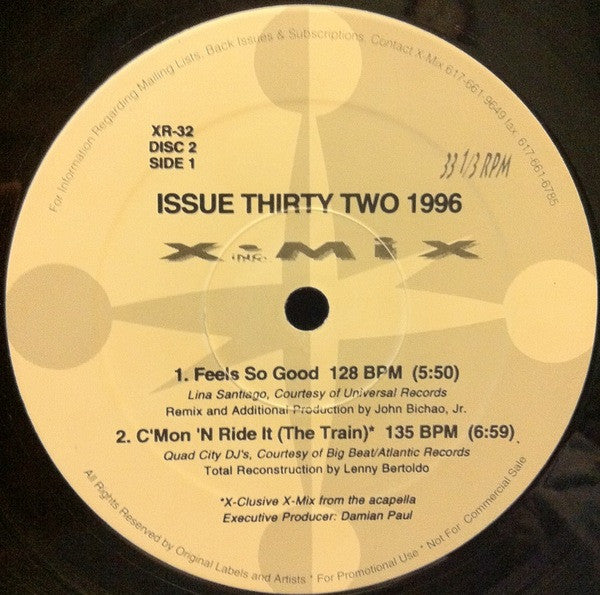 For Information Regarding Mailing Lists, Back Issues & Subscriptions, Contact X-Mix 617-661-9649 fax 617-661-6785
XR-32
DISC 2
SIDE 1
33 1/3 RPM
ISSUE THIRTY TWO 1996
X-MiX
INC.
1. Feels So Good 128 BPM (5:50)
Lina Santiago, Courtesy of Universal Records
Remix and Additional Production by John Bichao, Jr.
2. C'Mon 'N Ride It (The Train)* 135 BPM (6:59)
Quad City DJ's, Courtesy of Big Beat/Atlantic Records
Total Reconstruction by Lenny Bertoldo
*X-Clusive X-Mix from the acapella
Executive Producer: Damian Paul
All Rights Reserved by Original Labels and Artists * For Promotional Use * Not For Commercial Sale